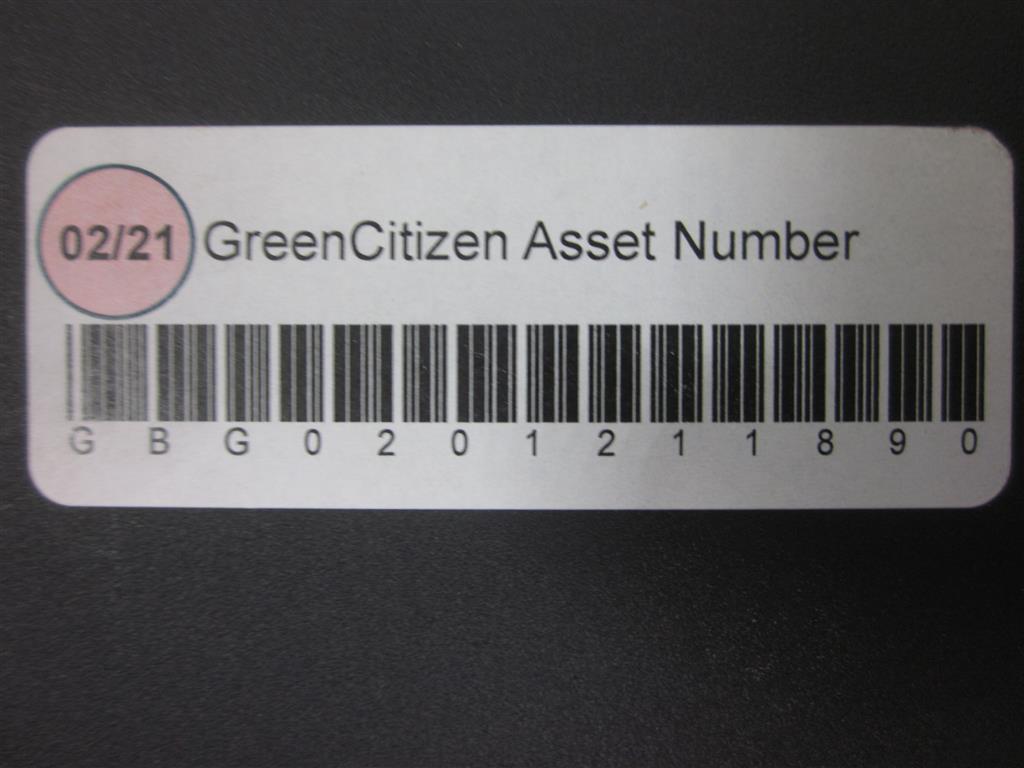 02/21 GreenCitizen Asset Number
G B G 0 2 0 1 2 1 1 8 9 0